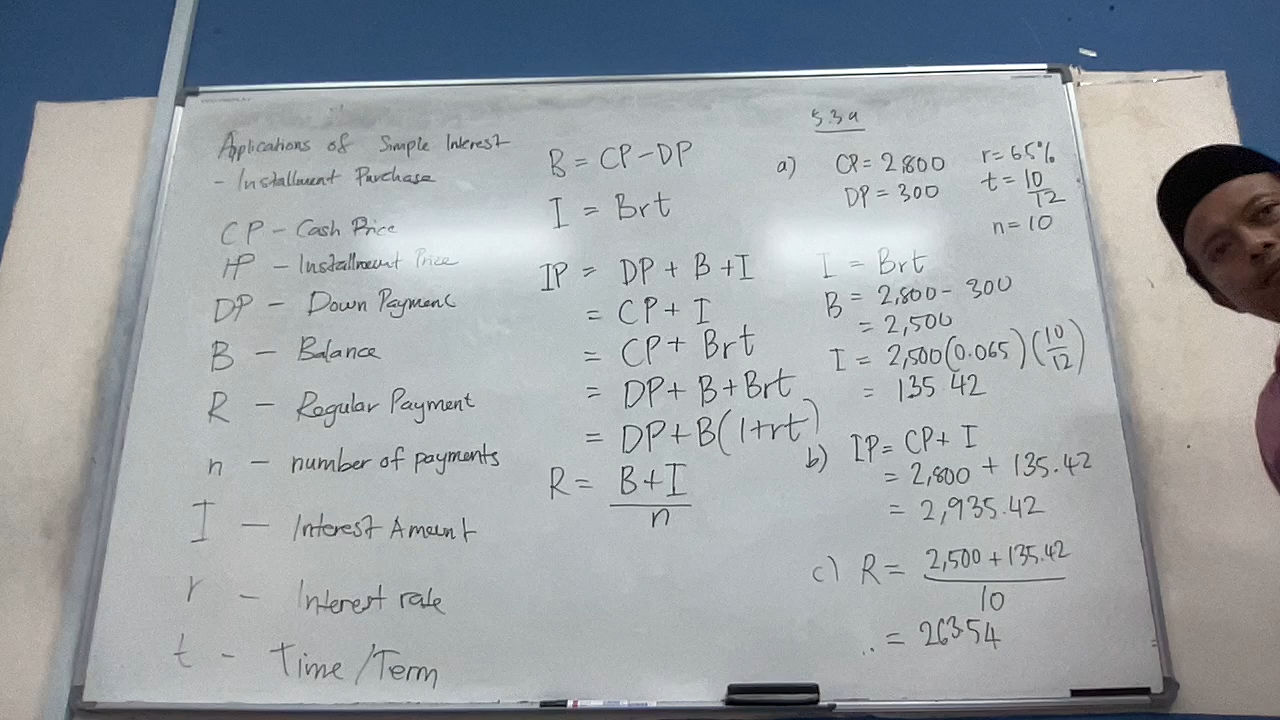 Applications of Simple Interest
- Installment Purchase
CP - Cash Price
IP - Installment Price
DP - Down Payment
B - Balance
R - Regular Payment
n - number of payments
I - Interest Amount
r - Interest rate
t - Time/Term
B = CP-DP
I = Brt
IP = DP + B + I
= CP + I
= CP + Brt
= DP + B + Brt
= DP + B(1+rt)
R = B+I
n
5.3a
a) CP = 2,800
DP = 300
r = 6.5%
t = 10
12
n = 10
I = Brt
B = 2,800 - 300
= 2,500
I = 2,500(0.065)(10/12)
= 135.42
b) IP = CP + I
= 2,800 + 135.42
= 2,935.42
c) R = 2,500 + 135.42
10
= 263.54